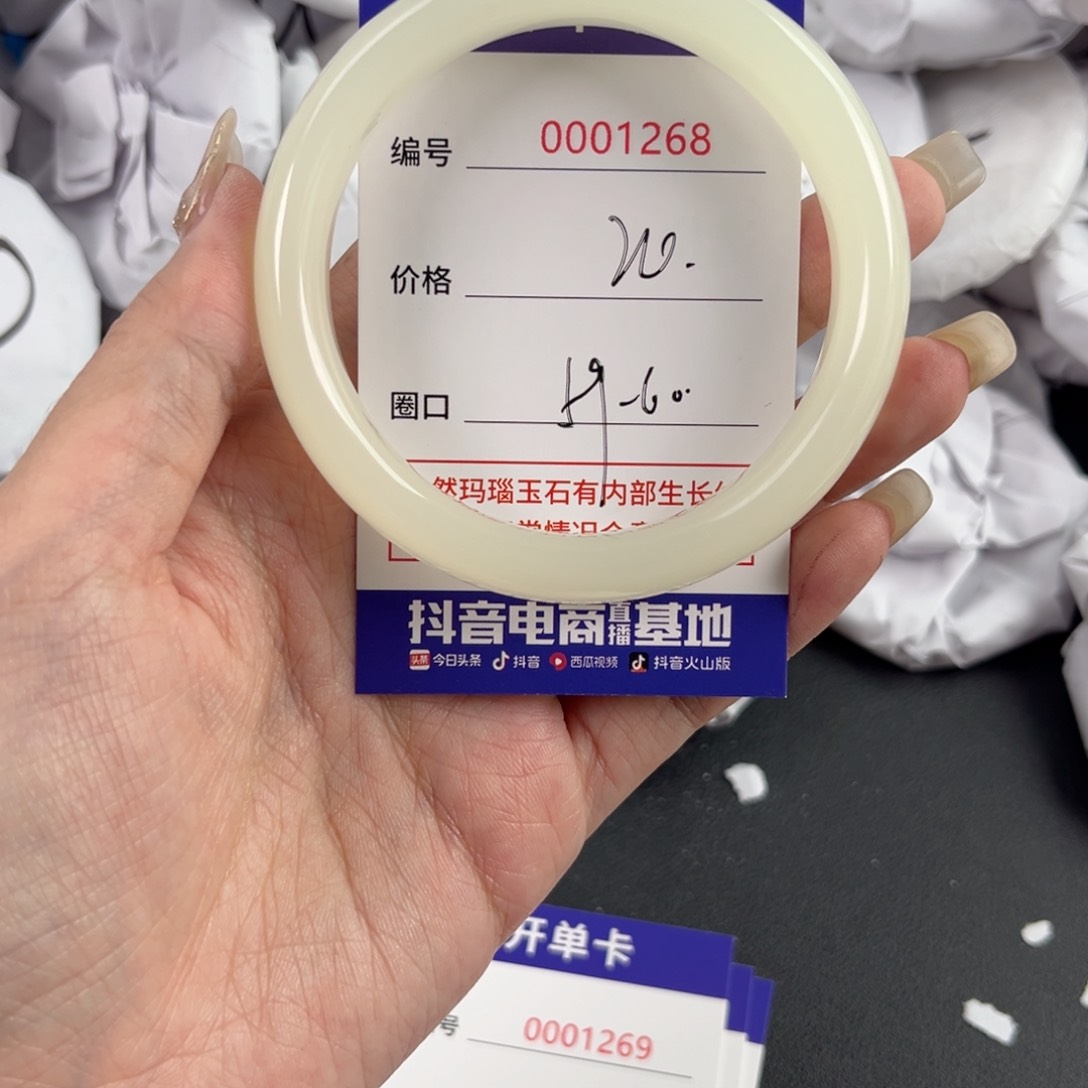 编号 0001268
价格
圈口 59-60
然玛瑙玉石有内部生长
抖音电商直播基地
今日头条 抖音 西瓜视频 抖音火山版
开单卡
号 0001269